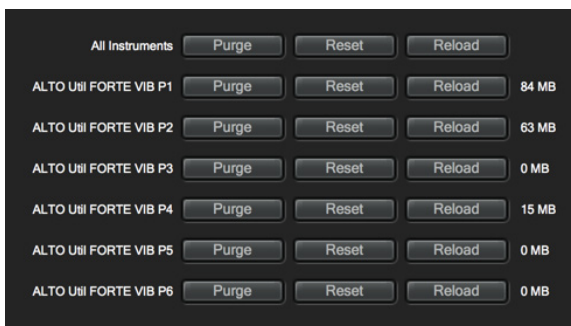 All Instruments Purge Reset Reload
ALTO Util FORTE VIB P1 Purge Reset Reload 84 MB
ALTO Util FORTE VIB P2 Purge Reset Reload 63 MB
ALTO Util FORTE VIB P3 Purge Reset Reload 0 MB
ALTO Util FORTE VIB P4 Purge Reset Reload 15 MB
ALTO Util FORTE VIB P5 Purge Reset Reload 0 MB
ALTO Util FORTE VIB P6 Purge Reset Reload 0 MB